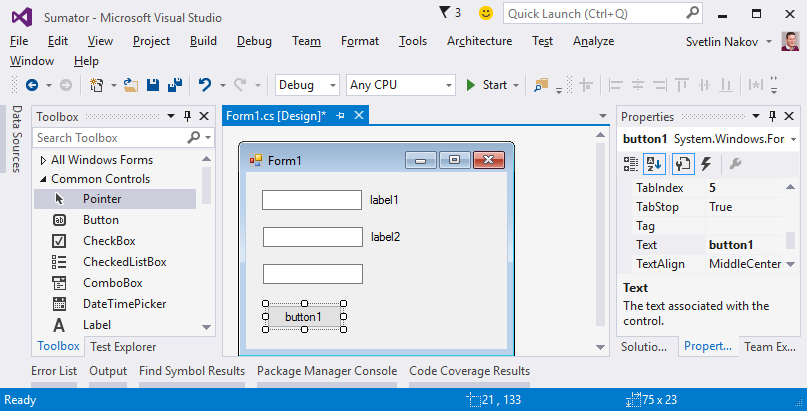 Sumator - Microsoft Visual Studio
3
Quick Launch (Ctrl+Q)
File Edit View Project Build Debug Team Format Tools Architecture Test Analyze
Svetlin Nakov
Window Help
Debug Any CPU Start
Data Sources
Toolbox
Search Toolbox
All Windows Forms
Common Controls
Pointer
Button
CheckBox
CheckedListBox
ComboBox
DateTimePicker
A Label
Toolbox Test Explorer
Form1.cs [Design]*
Form1
label1
label2
button1
Properties
button1 System.Windows.For
TabIndex 5
TabStop True
Tag
Text button1
TextAlign MiddleCenter
Text
The text associated with the
control.
Solutio... Propert... Team Ex...
Error List Output Find Symbol Results Package Manager Console Code Coverage Results
Ready 21 , 133 75 x 23